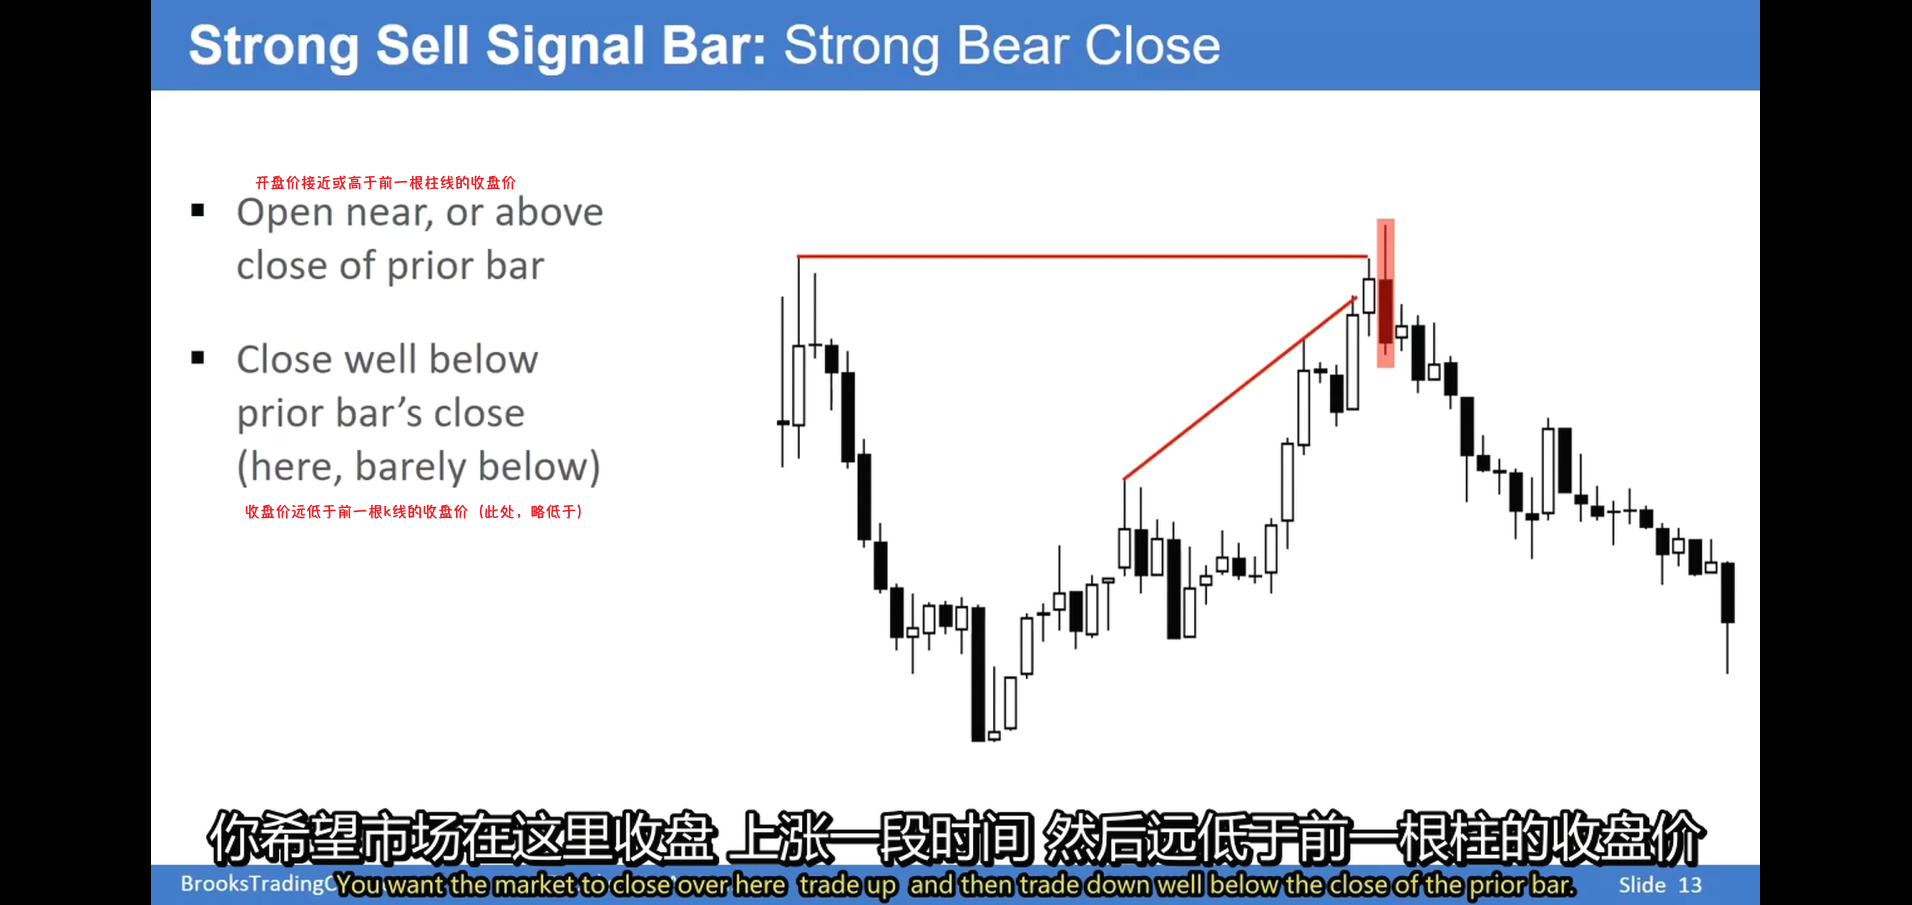 Strong Sell Signal Bar: Strong Bear Close
开盘价接近或高于前一根柱线的收盘价
Open near, or above
close of prior bar
Close well below
prior bar's close
(here, barely below)
收盘价远低于前一根k线的收盘价（此处，略低于）
你希望市场在这里收盘 上涨一段时间 然后远低于前一根柱的收盘价
BrooksTradingC
You want the market to close over here trade up and then trade down well below the close of the prior bar.
Slide 13